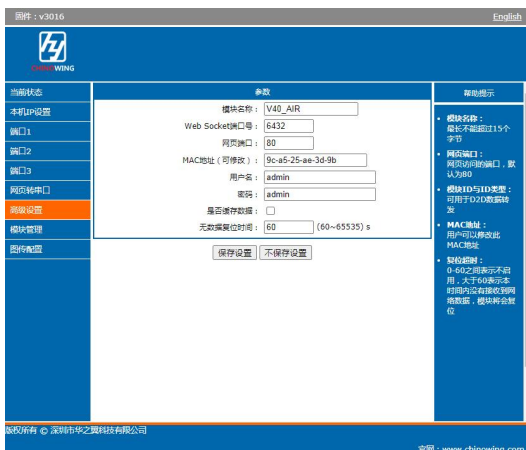 固件：v3016
English
CHINOWING
当前状态
本机IP设置
端口1
端口2
端口3
网页转串口
高级设置
模块管理
图传配置
参数
模块名称： V40_AIR
Web Socket端口号： 6432
网页端口： 80
MAC地址（可修改）： 9c-a5-25-ae-3d-9b
用户名： admin
密码： admin
是否缓存数据：
无数据复位时间： 60 (60~65535) s
保存设置 不保存设置
帮助提示
• 模块名称：
最长不能超过15个
字节
• 网页端口：
网页访问的端口，默
认为80
• 模块ID与ID类型：
可用于D2D数据转
发
• MAC地址：
用户可以修改此
MAC地址
• 复位超时：
0-60之间表示不启
用，大于60表示本
时间内没有接收到网
络数据，模块将会复
位
版权所有 © 深圳市华之翼科技有限公司
官网：www.chinowing.com